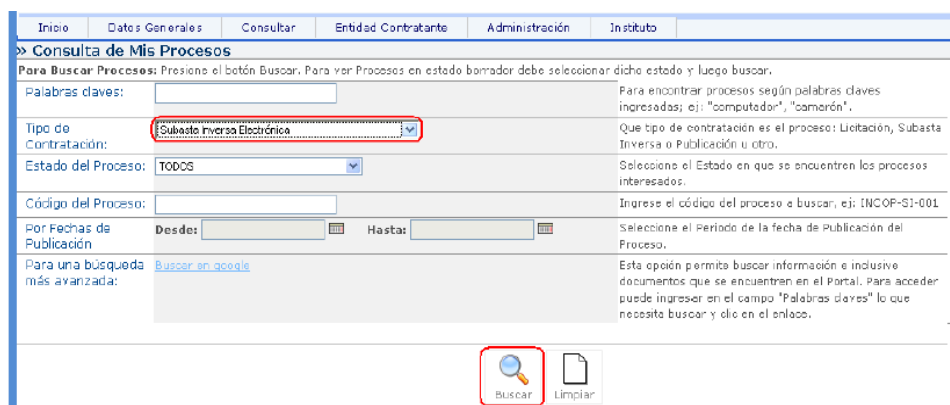 Inicio Datos Generales Consultar Entidad Contratante Administración Instituto
» Consulta de Mis Procesos
Para Buscar Procesos: Presione el botón Buscar. Para ver Procesos en estado borrador debe seleccionar dicho estado y luego buscar.
Palabras claves:
Para encontrar procesos según palabras claves
ingresadas; ej: "computador", "camarón".
Tipo de
Contratación:
Subasta Inversa Electrónica
Que tipo de contratación es el proceso: Licitación, Subasta
Inversa o Publicación u otro.
Estado del Proceso:
TODOS
Seleccione el Estado en que se encuentren los procesos
interesados.
Código del Proceso:
Ingrese el código del proceso a buscar, ej: INCOP-SI-001
Por Fechas de
Publicación
Desde: Hasta:
Seleccione el Periodo de la fecha de Publicación del
Proceso.
Para una búsqueda
más avanzada:
Buscar en google
Esta opción permite buscar información e inclusive
documentos que se encuentren en el Portal. Para acceder
puede ingresar en el campo "Palabras claves" lo que
necesita buscar y clic en el enlace.
Buscar Limpiar